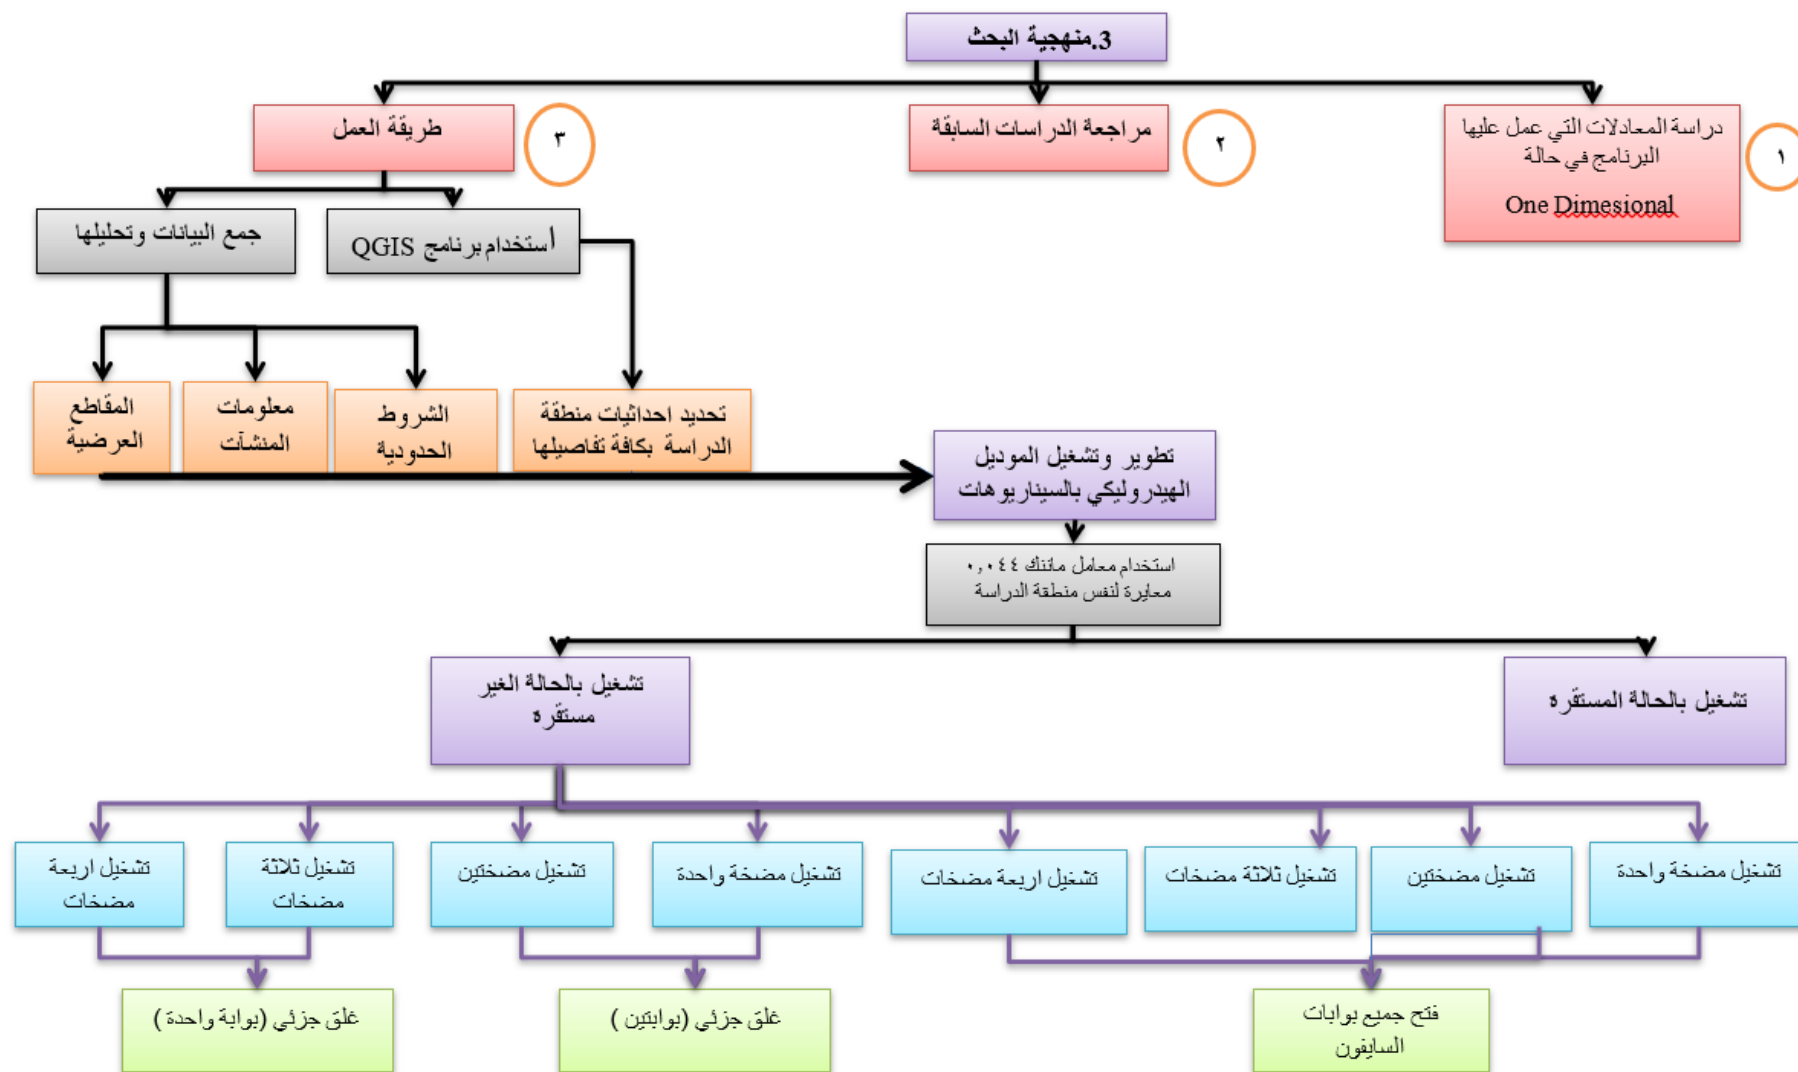 3.منهجية البحث
دراسة المعادلات التي عمل عليها
البرنامج في حالة
One Dimesional
١
مراجعة الدراسات السابقة
٢
طريقة العمل
٣
أستخدام برنامج QGIS
جمع البيانات وتحليلها
تحديد احداثيات منطقة
الدراسة بكافة تفاصيلها
الشروط
الحدودية
معلومات
المنشآت
المقاطع
العرضية
تطوير وتشغيل الموديل
الهيدروليكي بالسيناريوهات
استخدام معامل ماننك ٠,٠٤٤
معايرة لنفس منطقة الدراسة
تشغيل بالحالة المستقرة
تشغيل بالحالة الغير
مستقرة
تشغيل مضخة واحدة
تشغيل مضختين
تشغيل ثلاثة مضخات
تشغيل اربعة مضخات
تشغيل مضخة واحدة
تشغيل مضختين
تشغيل ثلاثة
مضخات
تشغيل اربعة
مضخات
فتح جميع بوابات
السايفون
غلق جزئي (بوابتين )
غلق جزئي (بوابة واحدة )